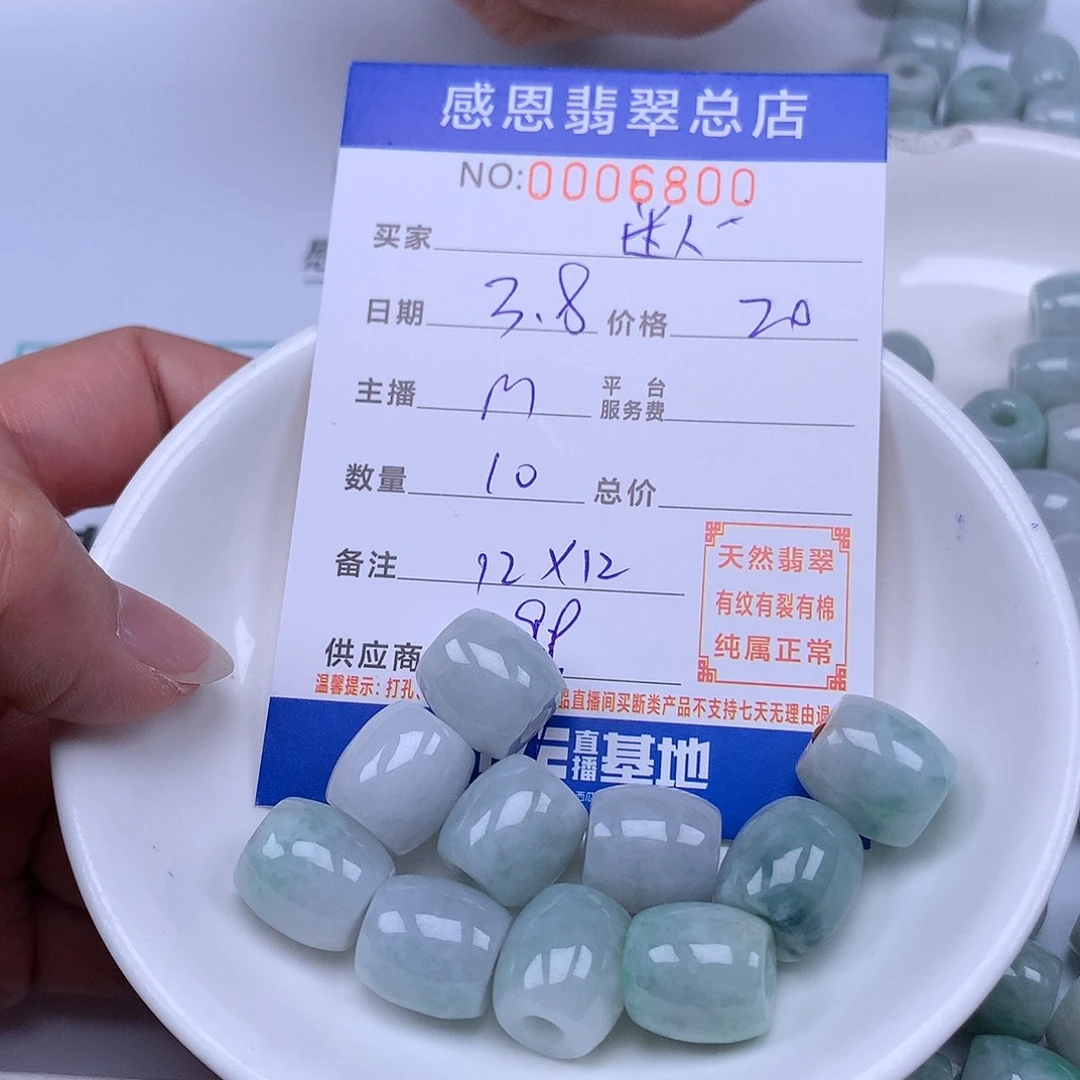 感恩翡翠总店
NO:0006800
买家 迷人
日期 3.8 价格 20
主播 M 平台服务费
数量 10 总价
备注 12×12
天然翡翠
有纹有裂有棉
纯属正常
供应商
温馨提示：打孔、
品直播间买断类产品不支持七天无理由退
直播基地